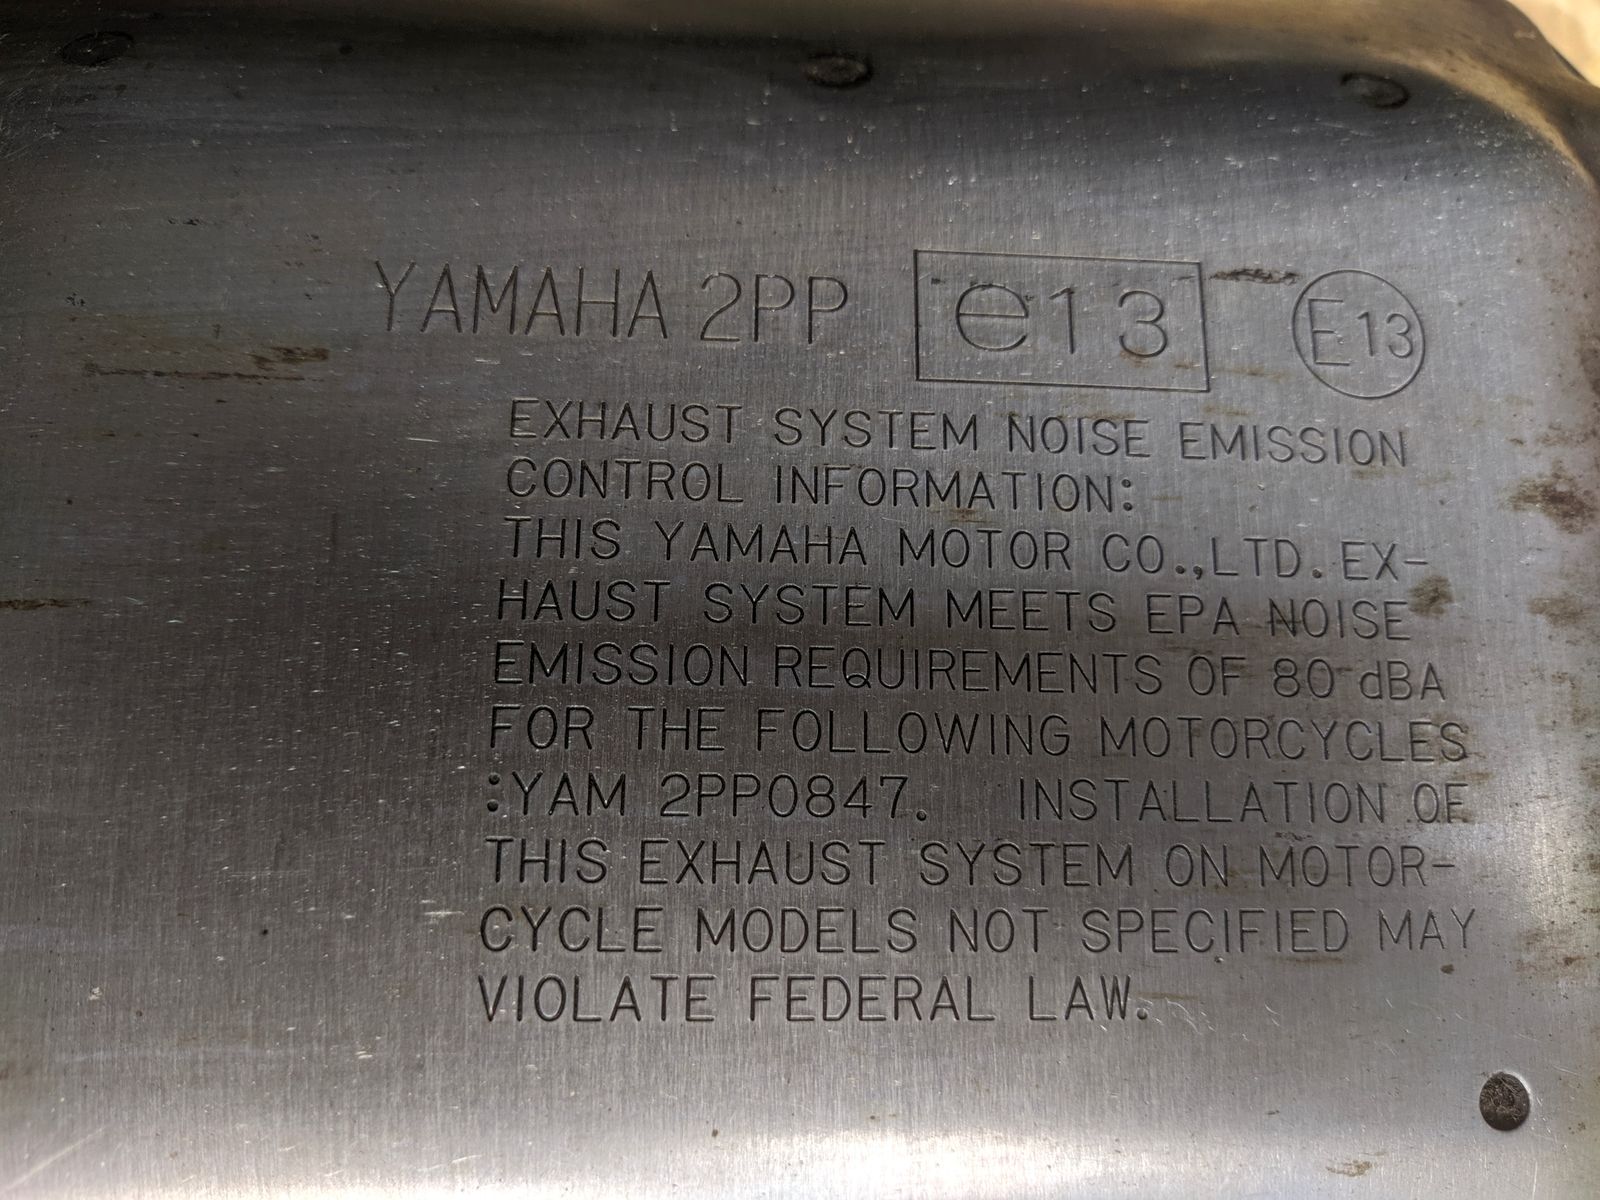 YAMAHA 2PP e13 E13
EXHAUST SYSTEM NOISE EMISSION
CONTROL INFORMATION:
THIS YAMAHA MOTOR CO.,LTD. EX-
HAUST SYSTEM MEETS EPA NOISE
EMISSION REQUIREMENTS OF 80 dBA
FOR THE FOLLOWING MOTORCYCLES
:YAM 2PP0847. INSTALLATION OF
THIS EXHAUST SYSTEM ON MOTOR-
CYCLE MODELS NOT SPECIFIED MAY
VIOLATE FEDERAL LAW.